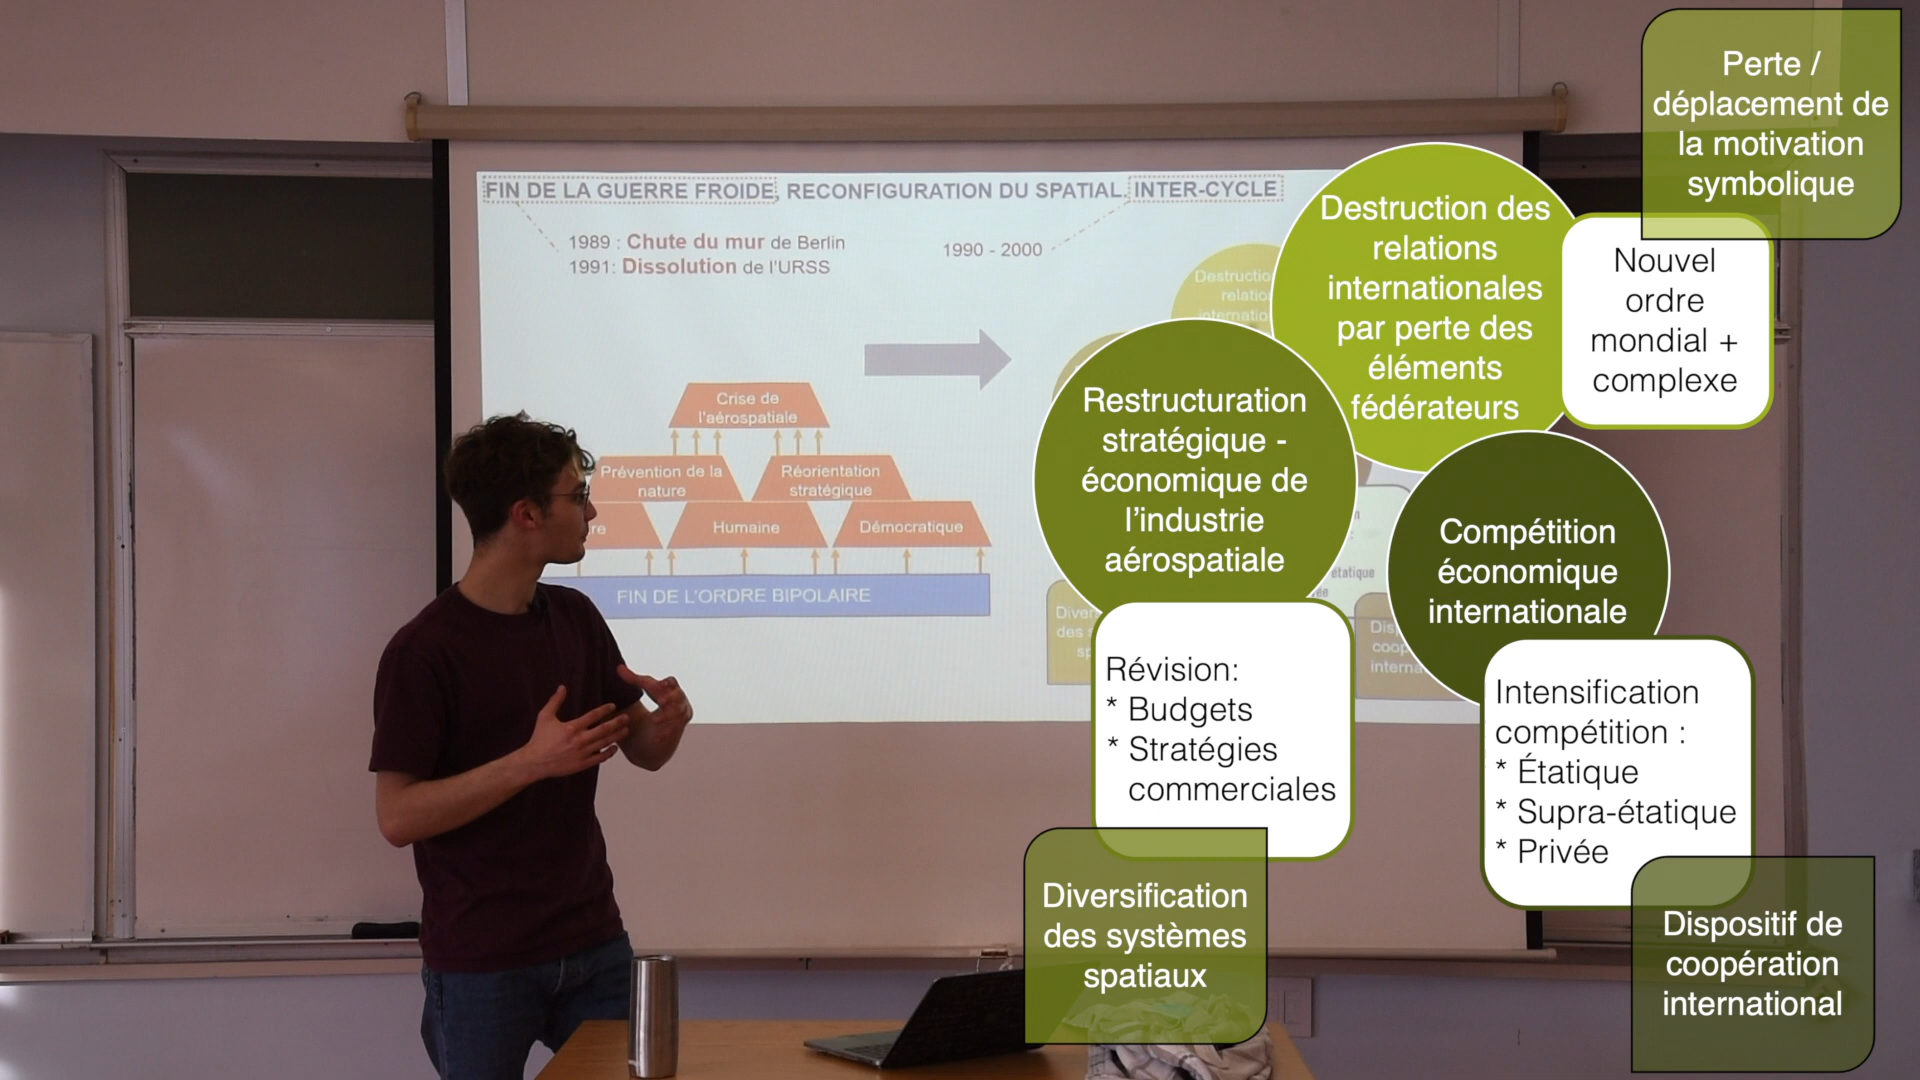 FIN DE LA GUERRE FROIDE, RECONFIGURATION DU SPATIAL. INTER-CYCLE
1989 : Chute du mur de Berlin
1991: Dissolution de l'URSS
1990 - 2000
Crise de
l'aérospatiale
Prévention de la
nature
Réorientation
stratégique
Humaine
Démocratique
FIN DE L'ORDRE BIPOLAIRE
Perte /
déplacement de
la motivation
symbolique
Destruction des
relations
internationales
par perte des
éléments
fédérateurs
Nouvel
ordre
mondial +
complexe
Restructuration
stratégique -
économique de
l'industrie
aérospatiale
Révision:
* Budgets
* Stratégies
commerciales
Diversification
des systèmes
spatiaux
Compétition
économique
internationale
Intensification
compétition :
* Étatique
* Supra-étatique
* Privée
Dispositif de
coopération
international